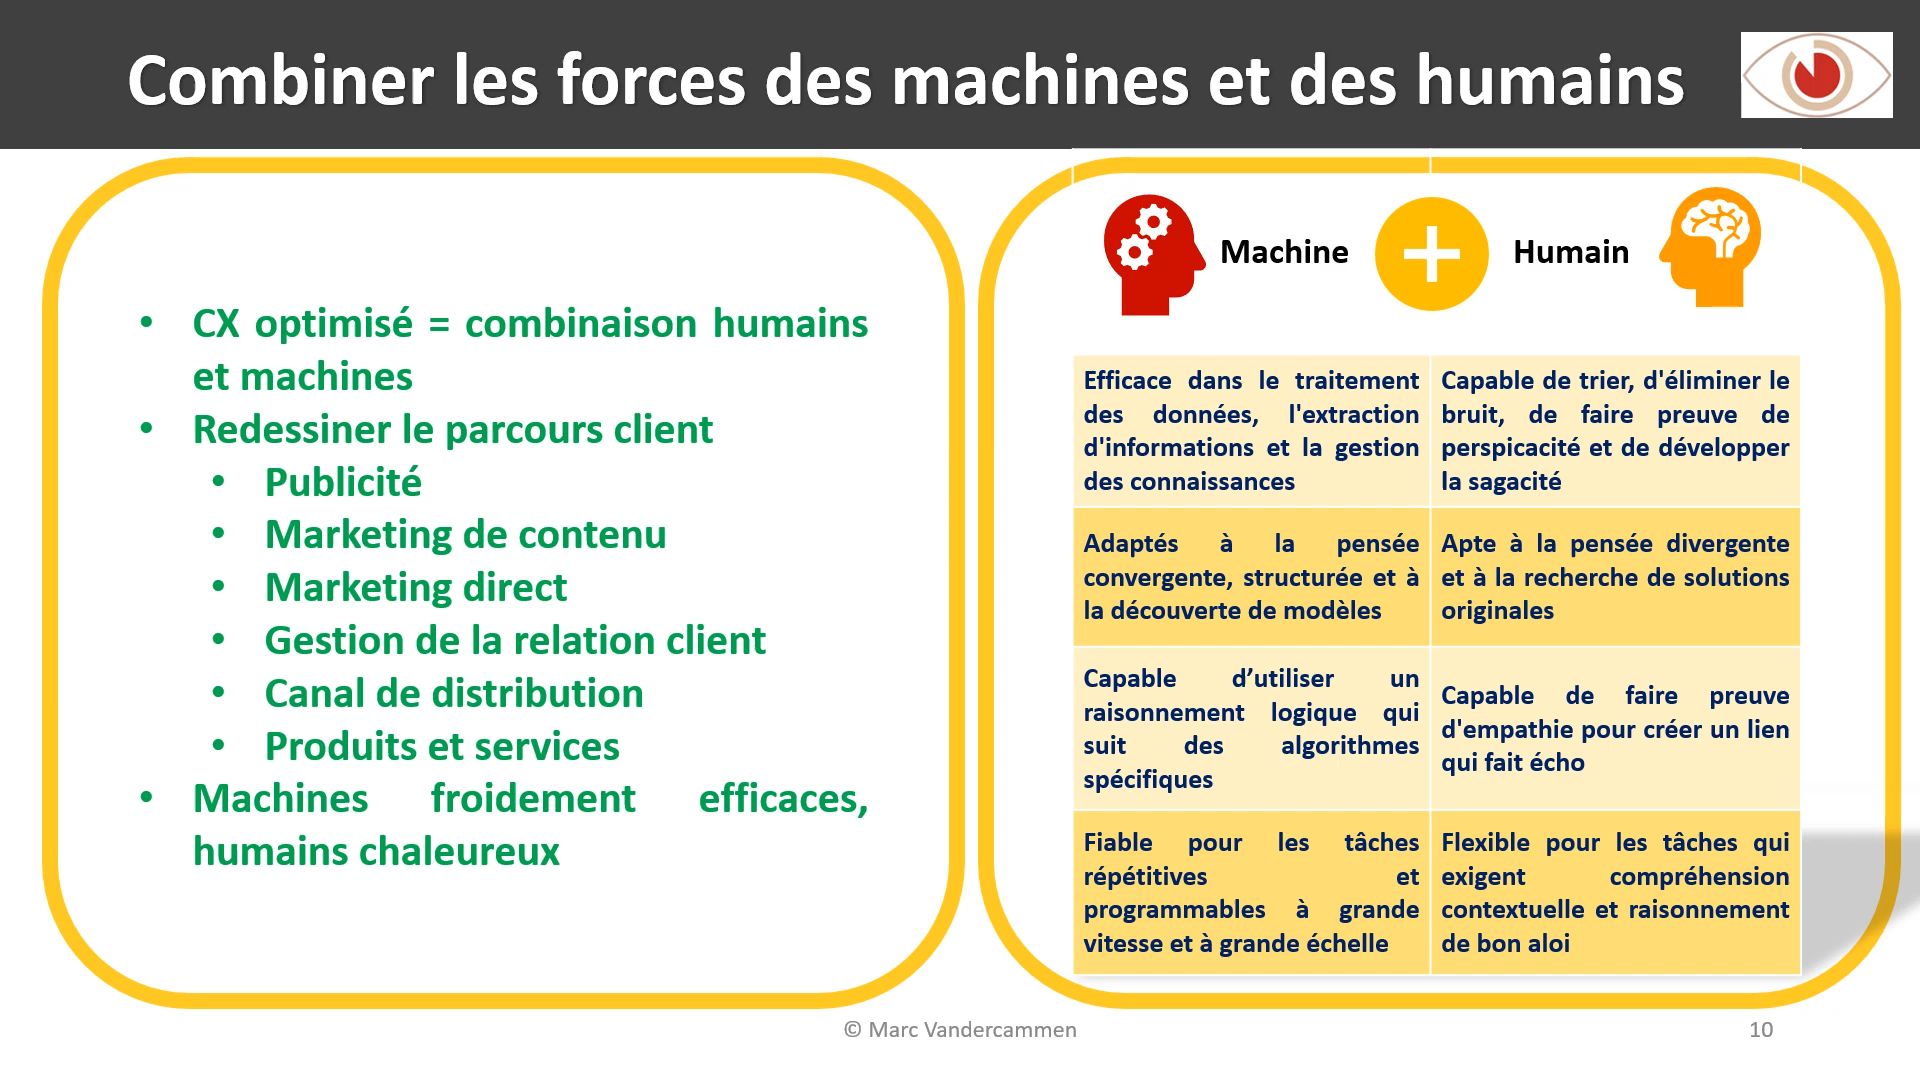 Combiner les forces des machines et des humains
• CX optimisé = combinaison humains
et machines
• Redessiner le parcours client
• Publicité
• Marketing de contenu
• Marketing direct
• Gestion de la relation client
• Canal de distribution
• Produits et services
• Machines froidement efficaces,
humains chaleureux
Machine
Humain
Efficace dans le traitement
des données, l'extraction
d'informations et la gestion
des connaissances
Capable de trier, d'éliminer le
bruit, de faire preuve de
perspicacité et de développer
la sagacité
Adaptés à la pensée
convergente, structurée et à
la découverte de modèles
Apte à la pensée divergente
et à la recherche de solutions
originales
Capable d’utiliser un
raisonnement logique qui
suit des algorithmes
spécifiques
Capable de faire preuve
d'empathie pour créer un lien
qui fait écho
Fiable pour les tâches
répétitives et
programmables à grande
vitesse et à grande échelle
Flexible pour les tâches qui
exigent compréhension
contextuelle et raisonnement
de bon aloi
© Marc Vandercammen
10